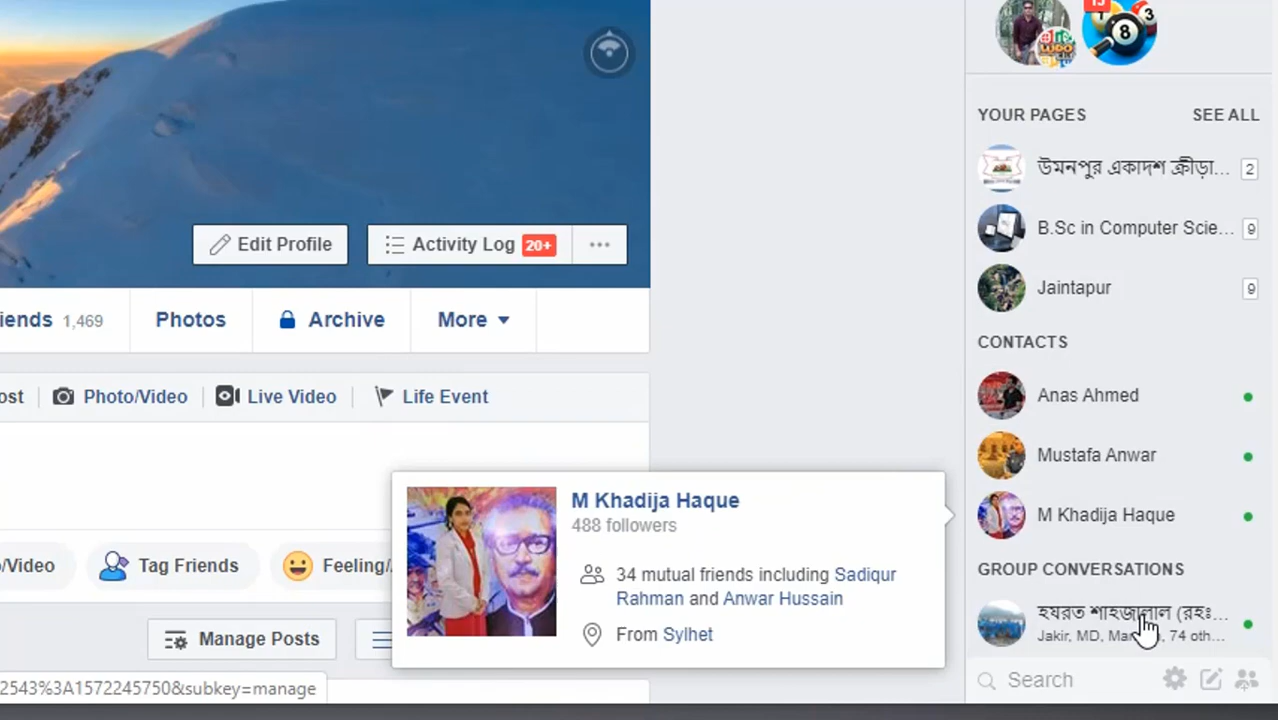 15
YOUR PAGES SEE ALL
উমনপুর একাদশ ক্রীড়া... 2
B.Sc in Computer Scie... 9
Jaintapur 9
Edit Profile Activity Log 20+ ...
iends 1,469 Photos Archive More
CONTACTS
ost Photo/Video Live Video Life Event
Anas Ahmed
Mustafa Anwar
M Khadija Haque
M Khadija Haque
488 followers
34 mutual friends including Sadiqur
Rahman and Anwar Hussain
From Sylhet
o/Video Tag Friends Feeling/
GROUP CONVERSATIONS
হযরত শাহজালাল (রহঃ...
Jakir, MD, 74 oth...
Manage Posts
Search
2543%3A1572245750&subkey=manage